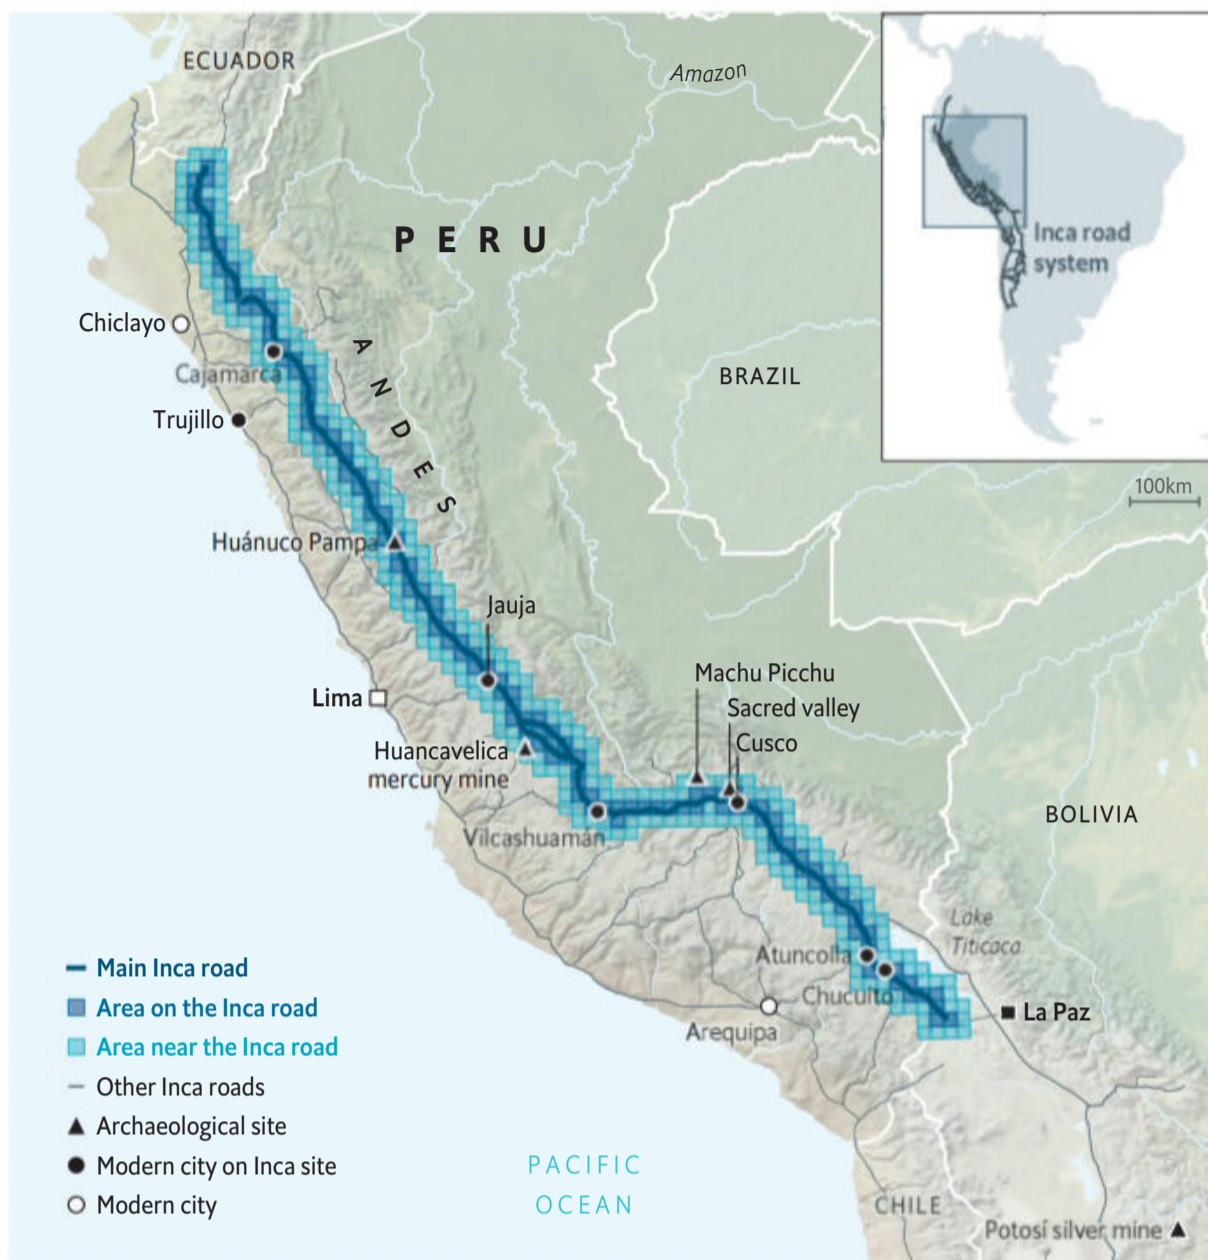 ECUADOR
Amazon
PERU
Inca road
system
Chiclayo
ANDES
Cajamarca
BRAZIL
Trujillo
100km
Huánuco Pampa
Jauja
Machu Picchu
Lima
Sacred valley
Cusco
Huancavelica
mercury mine
BOLIVIA
Vilcashuamán
Lake
Titicaca
Atuncolla
Chucuito
La Paz
Arequipa
Main Inca road
Area on the Inca road
Area near the Inca road
Other Inca roads
Archaeological site
Modern city on Inca site
Modern city
PACIFIC
OCEAN
CHILE
Potosí silver mine